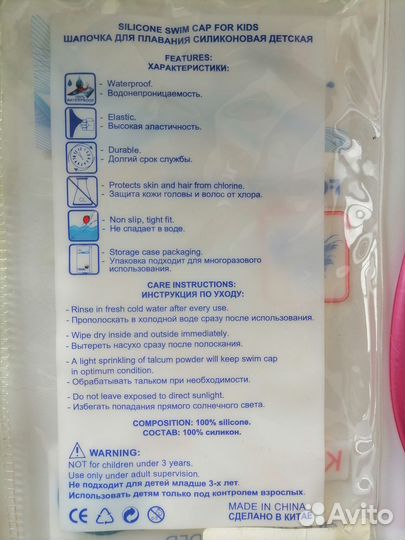 SILICONE SWIM CAP FOR KIDS
ШАПОЧКА ДЛЯ ПЛАВАНИЯ СИЛИКОНОВАЯ ДЕТСКАЯ
FEATURES:
ХАРАКТЕРИСТИКИ:
- Waterproof.
- Водонепроницаемость.
WATERPROOF
- Elastic.
- Высокая эластичность.
- Durable.
- Долгий срок службы.
- Protects skin and hair from chlorine.
- Защита кожи головы и волос от хлора.
CL
- Non slip, tight fit.
- Не спадает в воде.
- Storage case packaging.
- Упаковка подходит для многоразового
использования.
CARE INSTRUCTIONS:
ИНСТРУКЦИЯ ПО УХОДУ:
- Rinse in fresh cold water after every use.
- Прополоскать в холодной воде сразу после использования.
- Wipe dry inside and outside immediately.
- Вытереть насухо сразу после полоскания.
- A light sprinkling of talcum powder will keep swim cap
in optimum condition.
- Обрабатывать тальком при необходимости.
- Do not leave exposed to direct sunlight.
- Избегать попадания прямого солнечного света.
COMPOSITION: 100% silicone.
СОСТАВ: 100% силикон.
WARNING:
NOT for children under 3 years.
Use only under adult supervision.
Не подходит для детей младше 3-х лет.
Использовать детям только под контролем взрослых.
CE
0-3
EAC
MADE IN CHINA
СДЕЛАНО В КИТАЕ
Avito